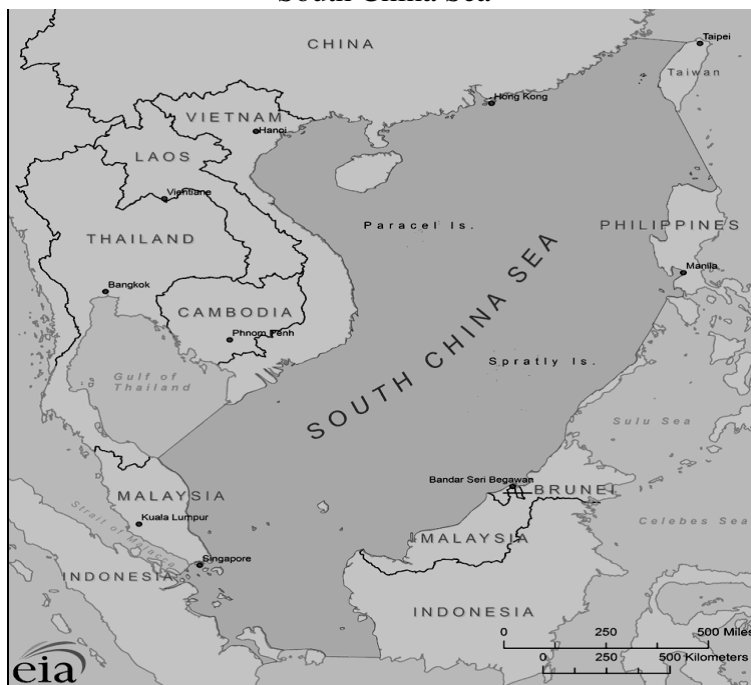 South China Sea
CHINA
Taipei
Taiwan
Hong Kong
VIETNAM
Hanoi
LAOS
Vientiane
Paracel Is.
PHILIPPINES
THAILAND
Manila
Bangkok
CAMBODIA
Phnom Penh
SOUTH CHINA SEA
Spratly Is.
Gulf of
Thailand
Sulu Sea
Bandar Seri Begawan
BRUNEI
MALAYSIA
Kuala Lumpur
Celebes Sea
Strait of Malacca
MALAYSIA
Singapore
INDONESIA
INDONESIA
0 250 500 Miles
0 250 500 Kilometers
eia